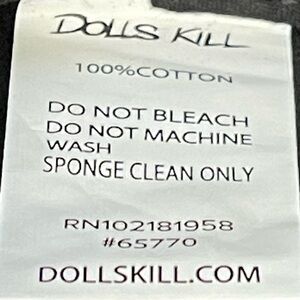 DOLLS KILL
100%COTTON
DO NOT BLEACH
DO NOT MACHINE
WASH
SPONGE CLEAN ONLY
RN102181958
#65770
DOLLSKILL.COM